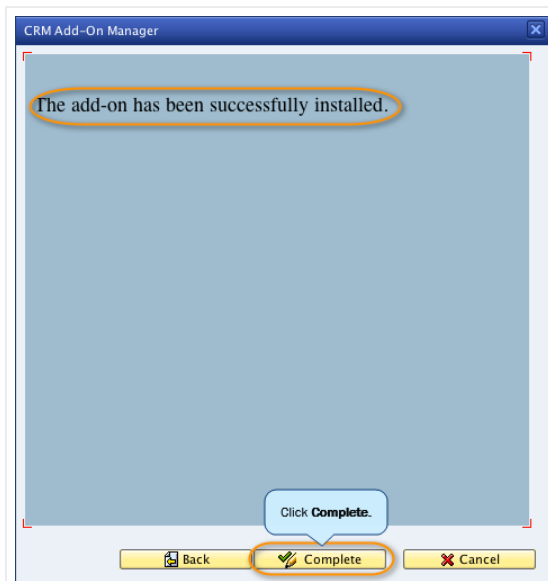 CRM Add-On Manager
The add-on has been successfully installed.
Click Complete.
Back Complete Cancel